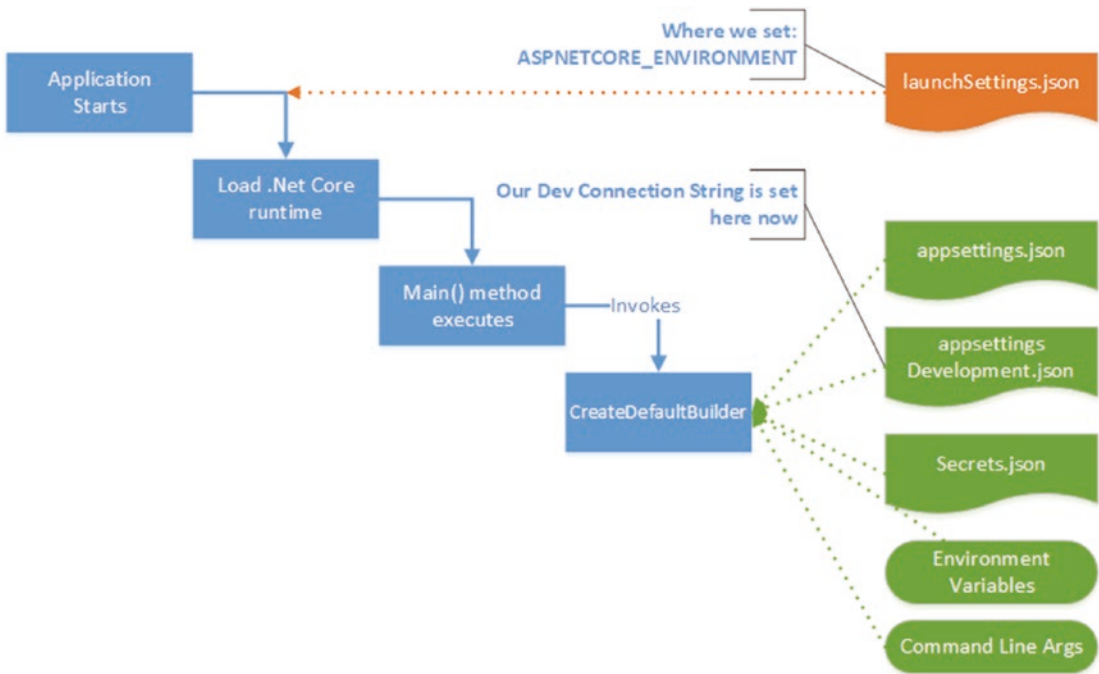 Where we set:
ASPNETCORE_ENVIRONMENT
Application
Starts
launchSettings.json
Load .Net Core
runtime
Our Dev Connection String is set
here now
appsettings.json
Main() method
executes
Invokes
appsettings
Development.json
CreateDefaultBuilder
Secrets.json
Environment
Variables
Command Line Args